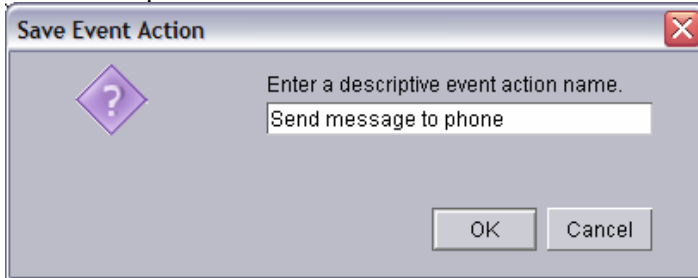 Save Event Action
Enter a descriptive event action name.
Send message to phone
OK Cancel